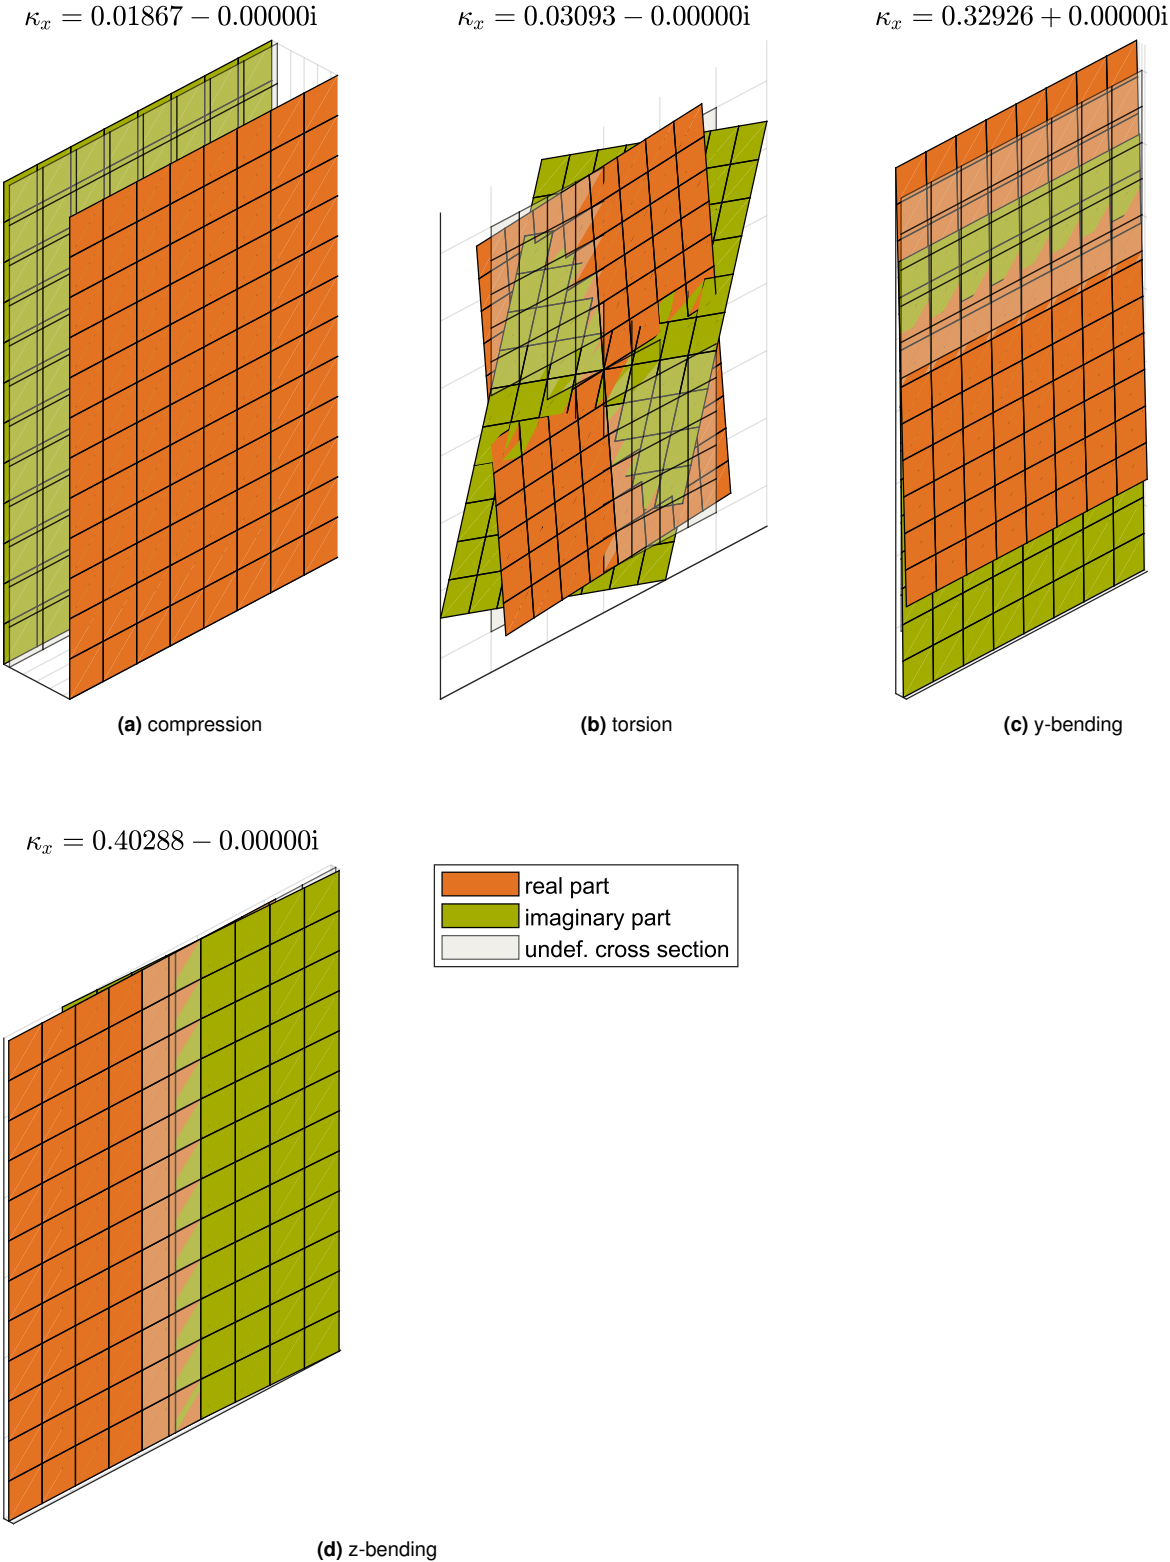 κₓ = 0.01867 − 0.00000i
κₓ = 0.03093 − 0.00000i
κₓ = 0.32926 + 0.00000i
(a) compression
(b) torsion
(c) y-bending
κₓ = 0.40288 − 0.00000i
real part
imaginary part
undef. cross section
(d) z-bending